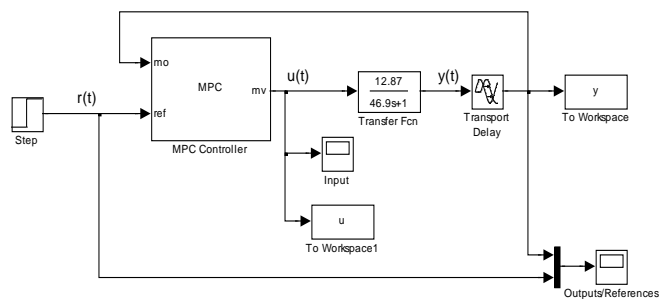 r(t)
Step
mo
ref
MPC
mv
MPC Controller
u(t)
12.87
46.9s+1
Transfer Fcn
y(t)
Transport
Delay
y
To Workspace
Input
u
To Workspace1
Outputs/References